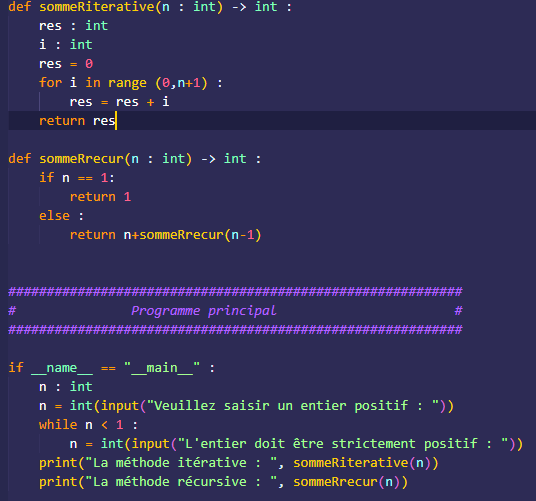 def sommeRiterative(n : int) -> int :
    res : int
    i : int
    res = 0
    for i in range (0,n+1) :
        res = res + i
    return res
def sommeRrecur(n : int) -> int :
    if n == 1:
        return 1
    else :
        return n+sommeRrecur(n-1)
###########################################################
#               Programme principal                       #
###########################################################
if __name__ == "__main__" :
    n : int
    n = int(input("Veuillez saisir un entier positif : "))
    while n < 1 :
        n = int(input("L'entier doit être strictement positif : "))
    print("La méthode itérative : ", sommeRiterative(n))
    print("La méthode récursive : ", sommeRrecur(n))